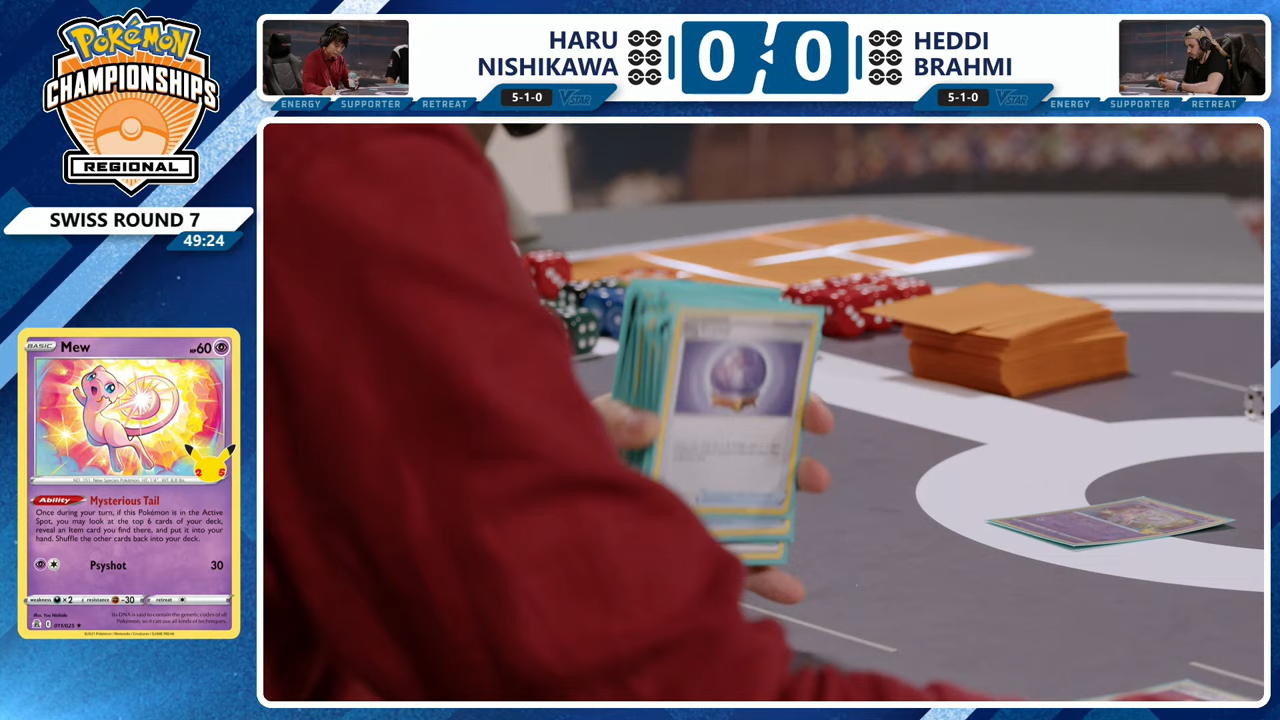 Pokémon
CHAMPIONSHIPS
REGIONAL
SWISS ROUND 7
49:24
HARU
NISHIKAWA
0 0
HEDDI
BRAHMI
5-1-0 VSTAR
5-1-0 VSTAR
ENERGY SUPPORTER RETREAT
ENERGY SUPPORTER RETREAT
BASIC Mew HP60
25
Ability Mysterious Tail
Once during your turn, if this Pokémon is in the Active
Spot, you may look at the top 6 cards of your deck,
reveal an Item card you find there, and put it into your
hand. Shuffle the other cards back into your deck.
Psyshot 30
weakness ×2 resistance -30 retreat
011/025